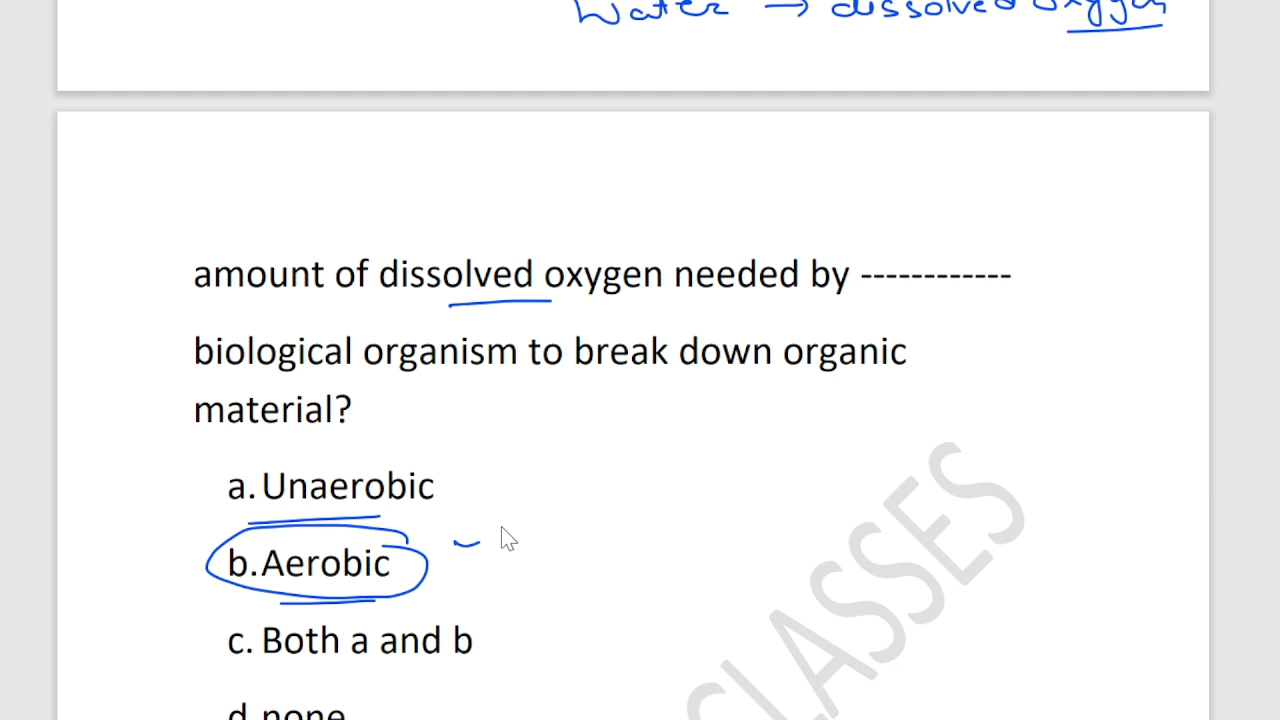 Water → dissolved oxygen
amount of dissolved oxygen needed by ------------
biological organism to break down organic
material?
a. Unaerobic
b. Aerobic
c. Both a and b
d. none
CLASSES